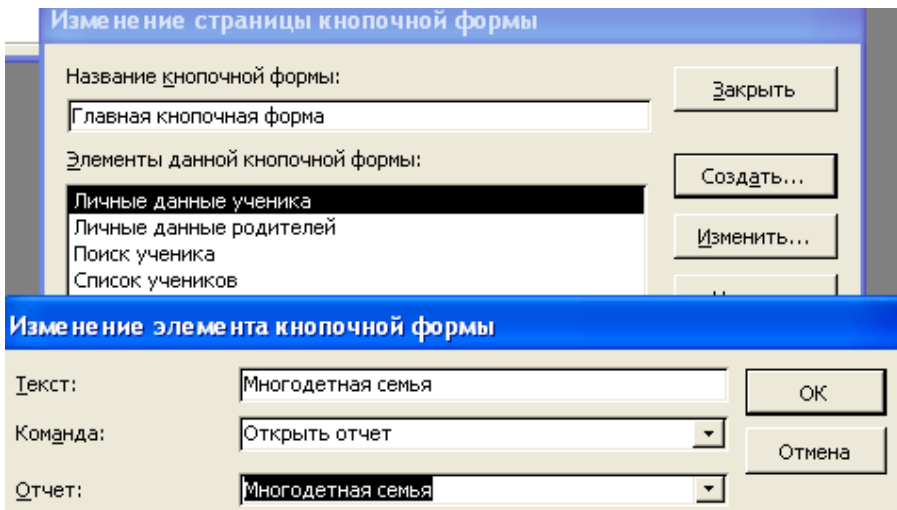 Изменение страницы кнопочной формы
Название кнопочной формы:
Закрыть
Главная кнопочная форма
Элементы данной кнопочной формы:
Создать...
Личные данные ученика
Личные данные родителей
Изменить...
Поиск ученика
Список учеников
Изменение элемента кнопочной формы
Текст:
Многодетная семья
ОК
Команда:
Открыть отчет
Отмена
Отчет:
Многодетная семья